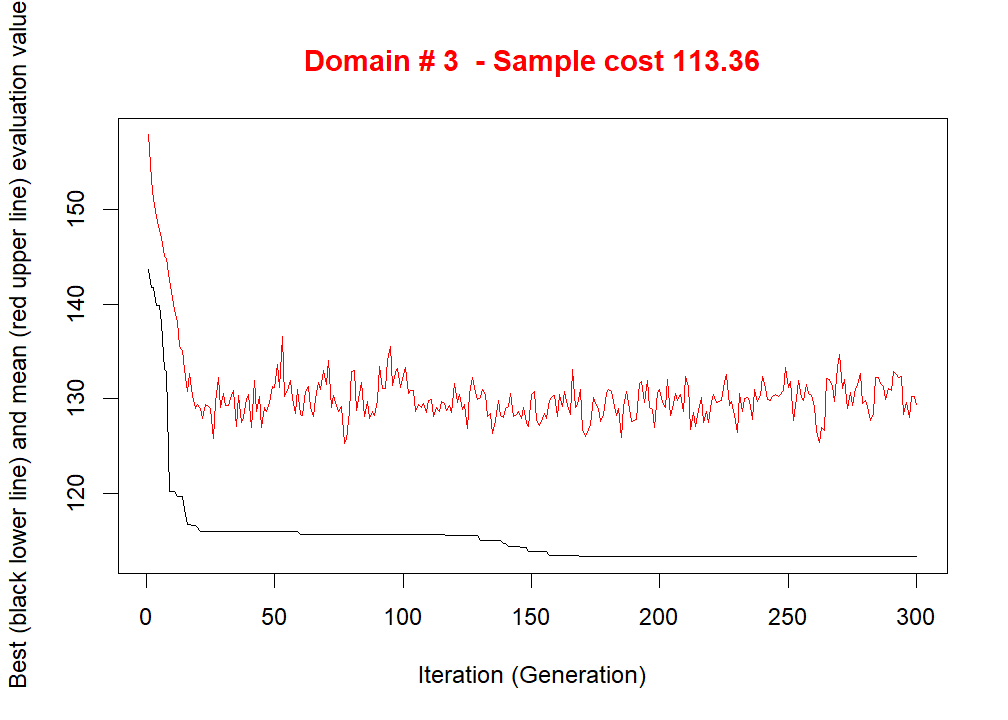 Domain # 3  - Sample cost 113.36
Best (black lower line) and mean (red upper line) evaluation value
150
140
130
120
0 50 100 150 200 250 300
Iteration (Generation)